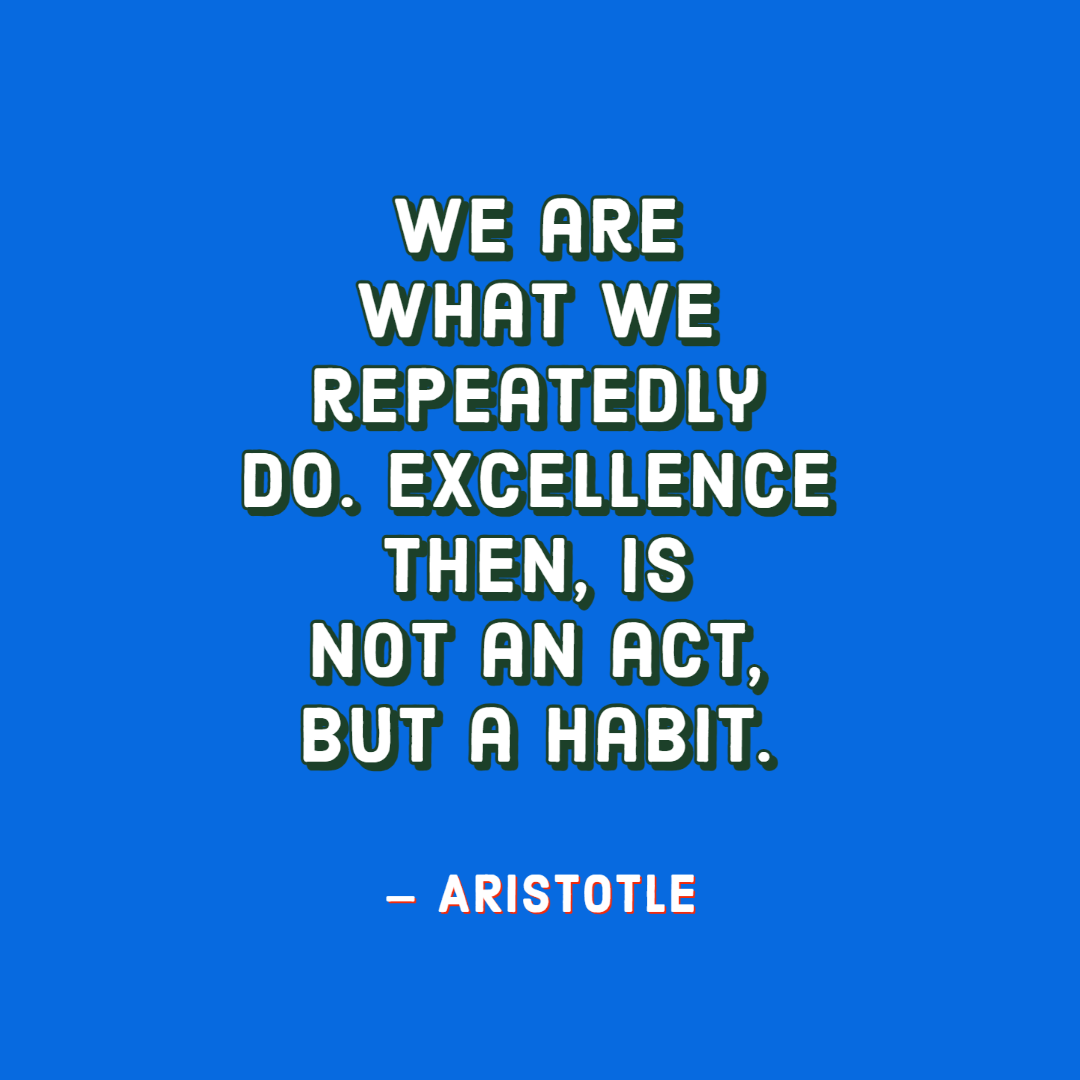 WE ARE
WHAT WE
REPEATEDLY
DO. EXCELLENCE
THEN, IS
NOT AN ACT,
BUT A HABIT.
– ARISTOTLE